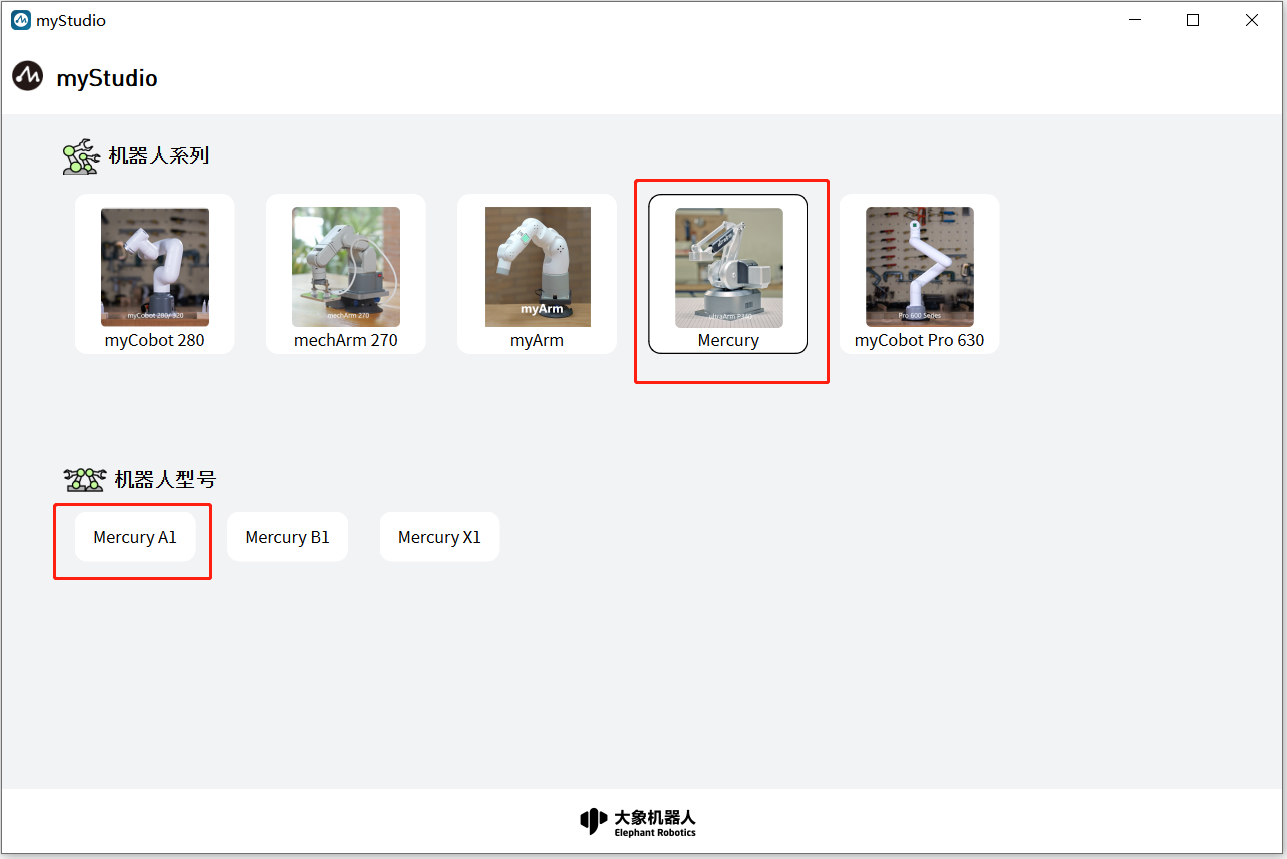 myStudio
myStudio
机器人系列
myCobot 280/ 320
mechArm 270
myArm
ultraArm P340
Pro 600 Series
myCobot 280
mechArm 270
myArm
Mercury
myCobot Pro 630
机器人型号
Mercury A1
Mercury B1
Mercury X1
大象机器人
Elephant Robotics